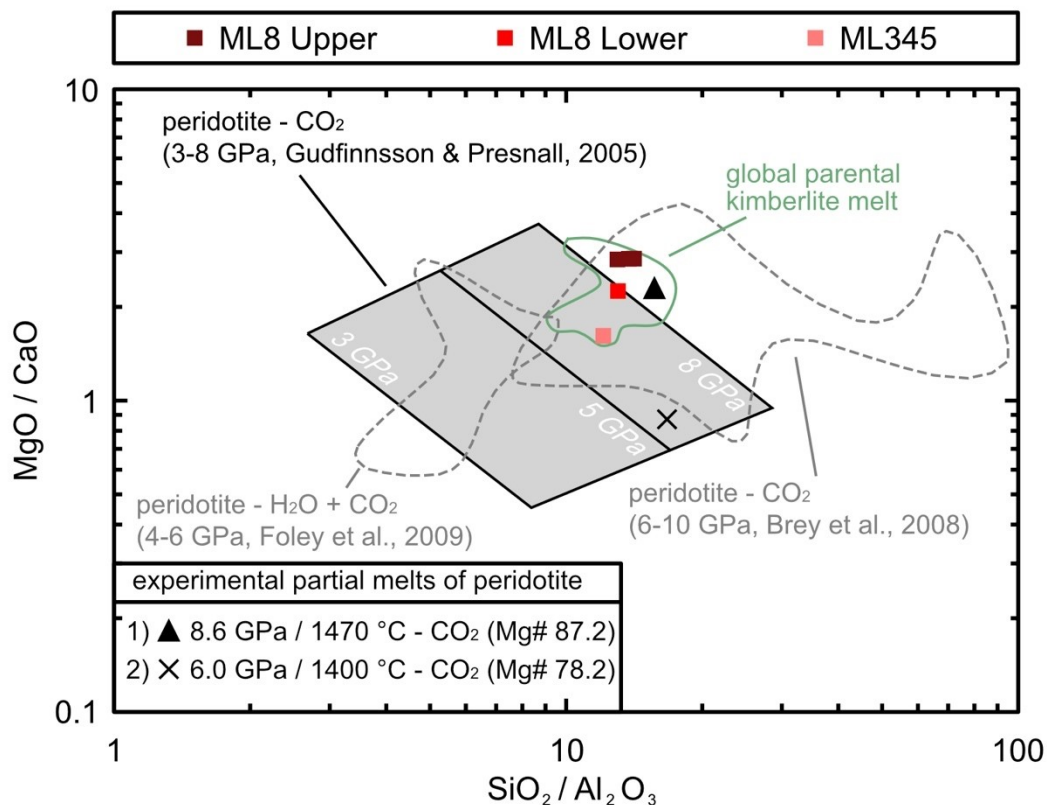 ML8 Upper ML8 Lower ML345
10
peridotite - CO₂
(3-8 GPa, Gudfinnsson & Presnall, 2005)
global parental
kimberlite melt
MgO / CaO
3 GPa
8 GPa
1
5 GPa
peridotite - H₂O + CO₂
(4-6 GPa, Foley et al., 2009)
peridotite - CO₂
(6-10 GPa, Brey et al., 2008)
experimental partial melts of peridotite
1) ▲ 8.6 GPa / 1470 °C - CO₂ (Mg# 87.2)
2) × 6.0 GPa / 1400 °C - CO₂ (Mg# 78.2)
0.1
1 10 100
SiO₂ / Al₂O₃